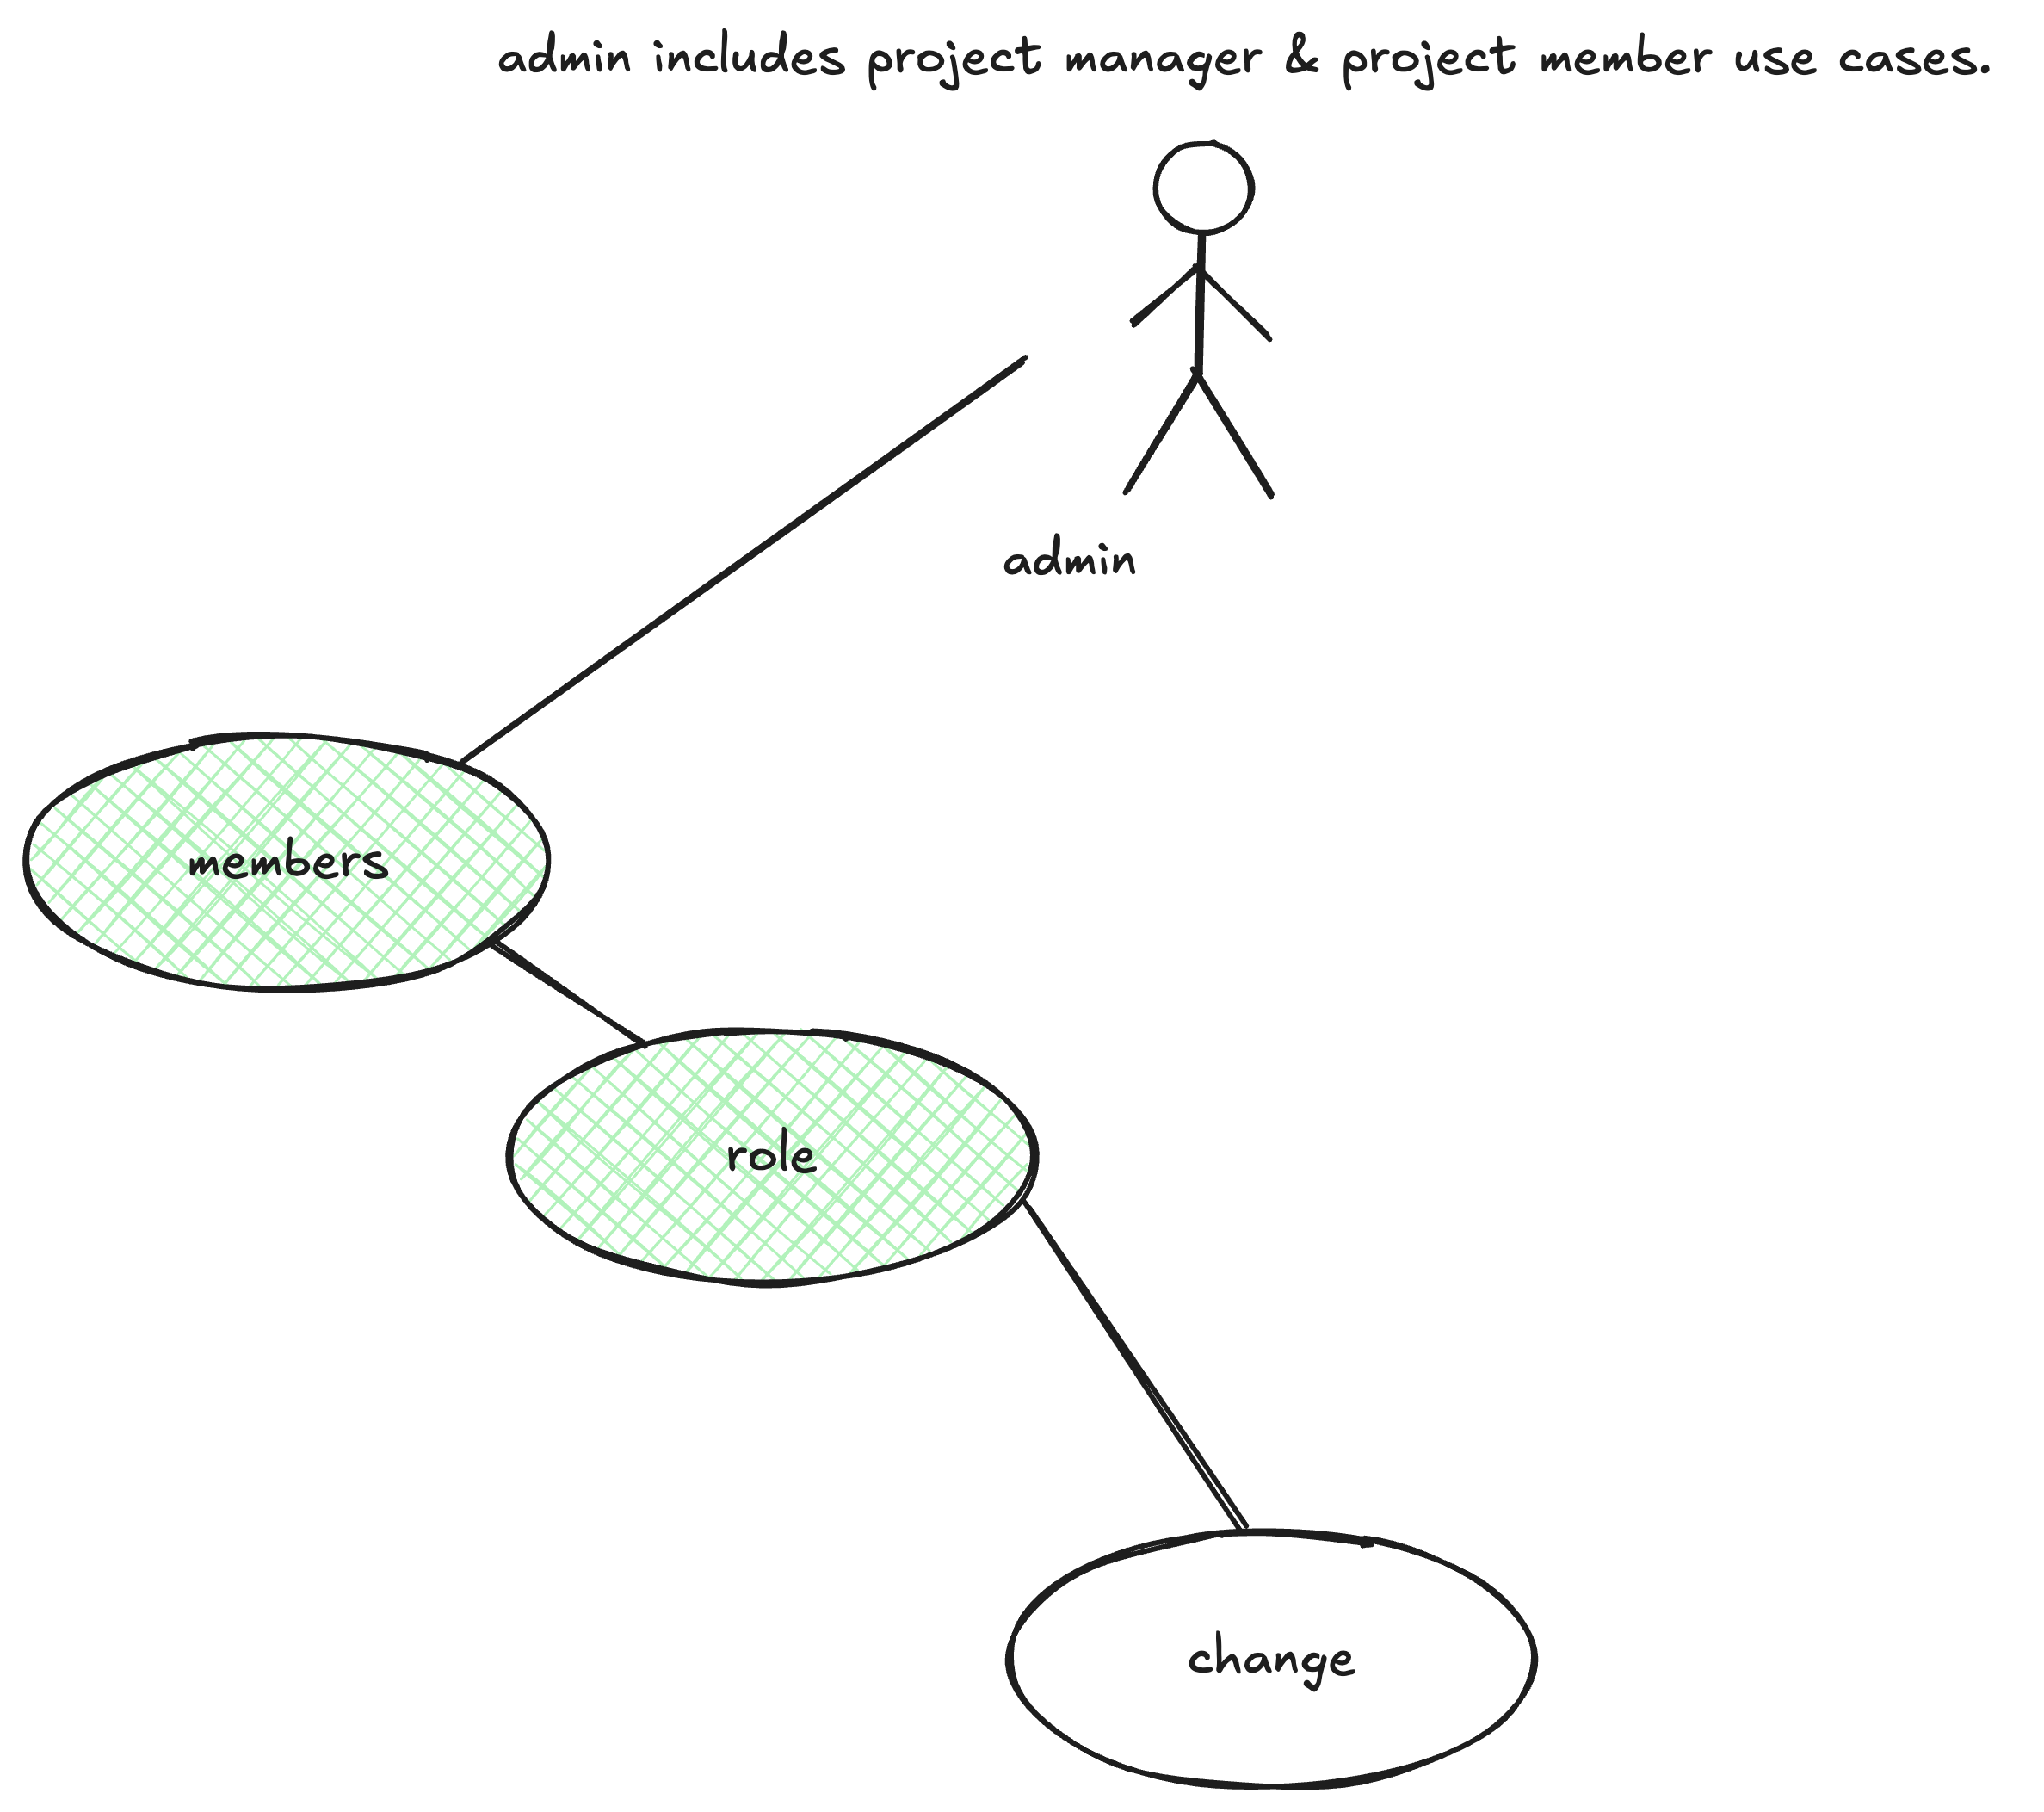 admin includes project manager & project member use cases.
admin
members
role
change